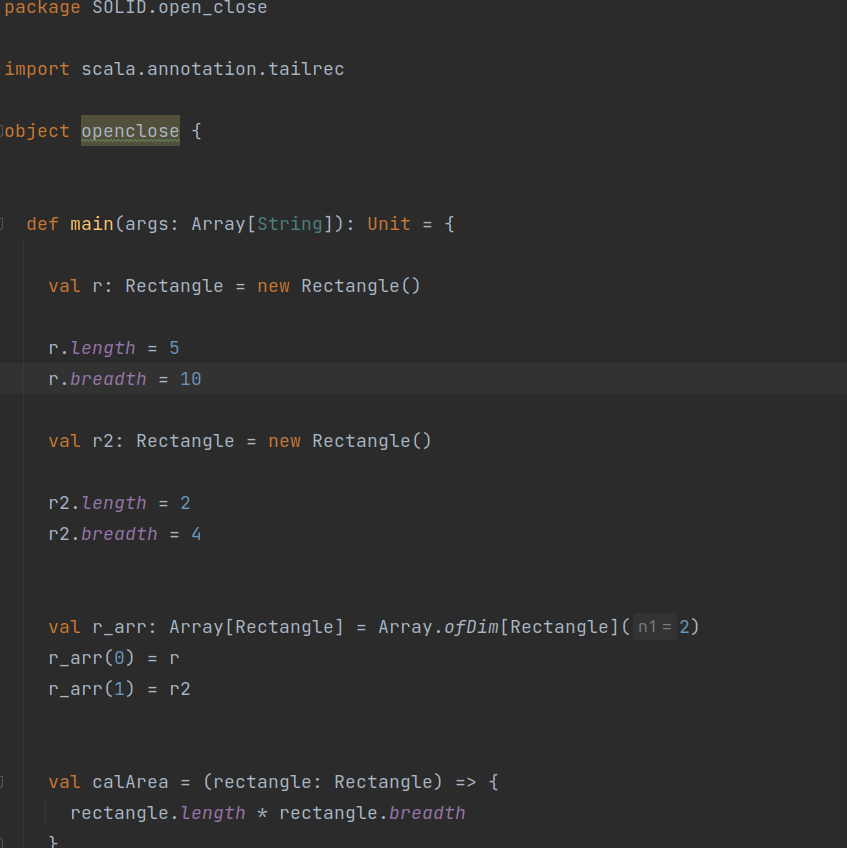 package SOLID.open_close
import scala.annotation.tailrec
object openclose {
def main(args: Array[String]): Unit = {
val r: Rectangle = new Rectangle()
r.length = 5
r.breadth = 10
val r2: Rectangle = new Rectangle()
r2.length = 2
r2.breadth = 4
val r_arr: Array[Rectangle] = Array.ofDim[Rectangle]( n1 = 2)
r_arr(0) = r
r_arr(1) = r2
val calArea = (rectangle: Rectangle) => {
rectangle.length * rectangle.breadth
}